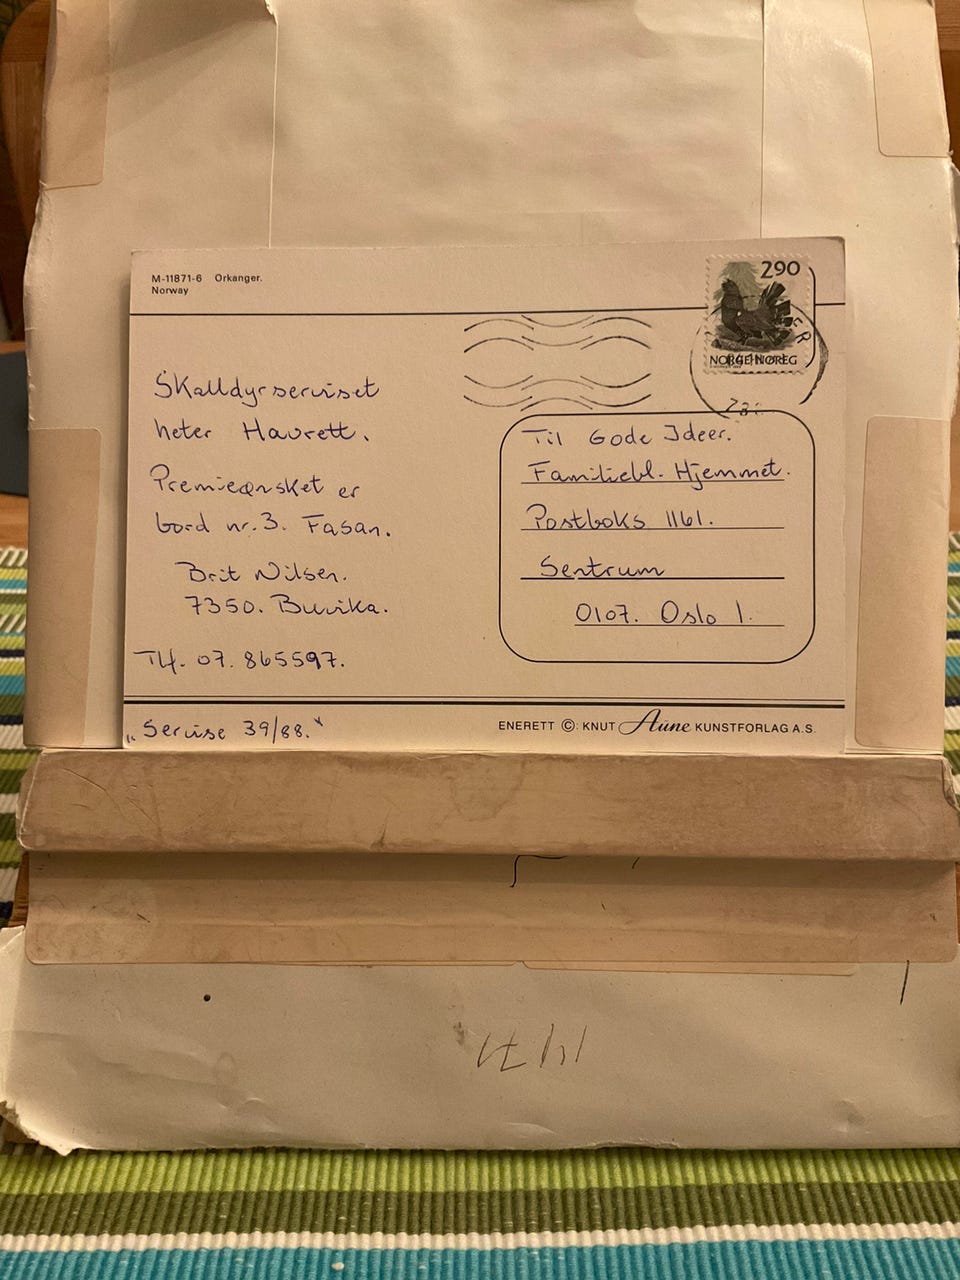 M-11871-6 Orkanger.
Norway
290
NORGE NOREG
Skalldyrserviset
heter Havrett.
Premieønsket er
bord nr. 3. Fasan.
Brit Nilsen.
7350. Buvika.
Tlf. 07. 865597.
„Servise 39/88."
Til Gode Ideer.
Familiebl. Hjemmet.
Postboks 1161.
Sentrum
0107. Oslo 1.
ENERETT © KNUT Aune KUNSTFORLAG A.S.